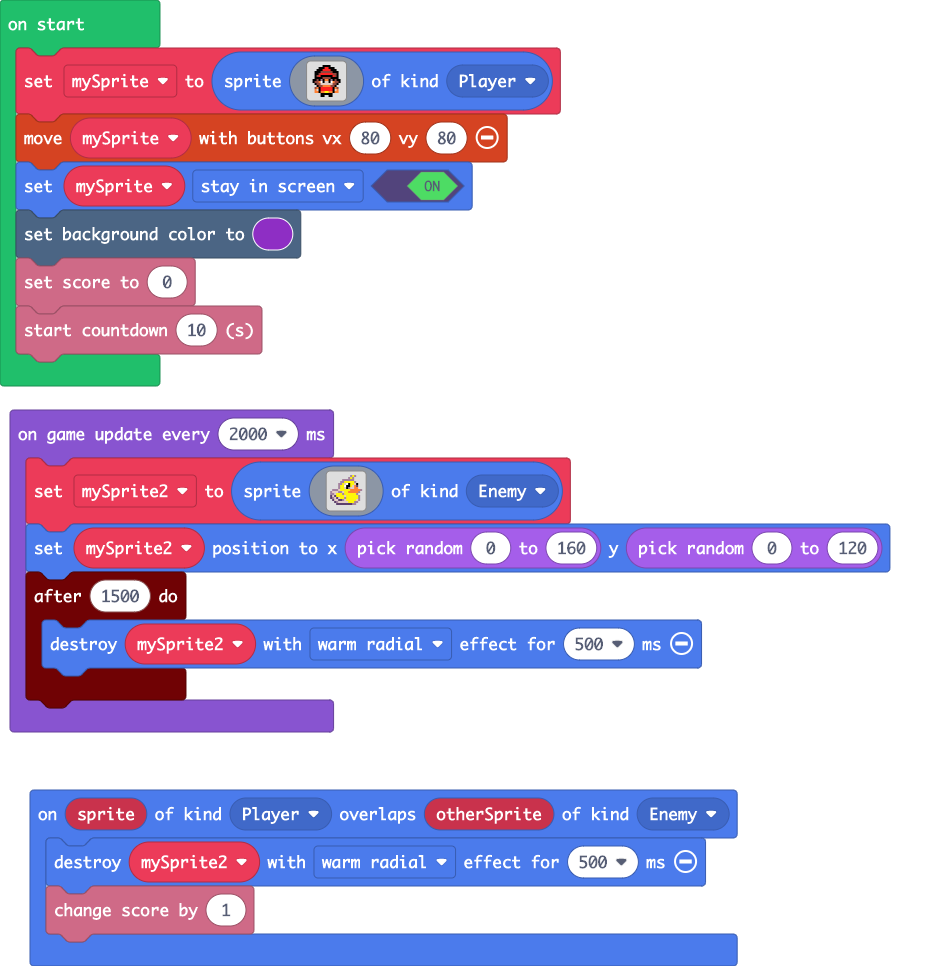 on start
set mySprite to sprite of kind Player
move mySprite with buttons vx 80 vy 80
set mySprite stay in screen ON
set background color to
set score to 0
start countdown 10 (s)
on game update every 2000 ms
set mySprite2 to sprite of kind Enemy
set mySprite2 position to x pick random 0 to 160 y pick random 0 to 120
after 1500 do
destroy mySprite2 with warm radial effect for 500 ms
on sprite of kind Player overlaps otherSprite of kind Enemy
destroy mySprite2 with warm radial effect for 500 ms
change score by 1